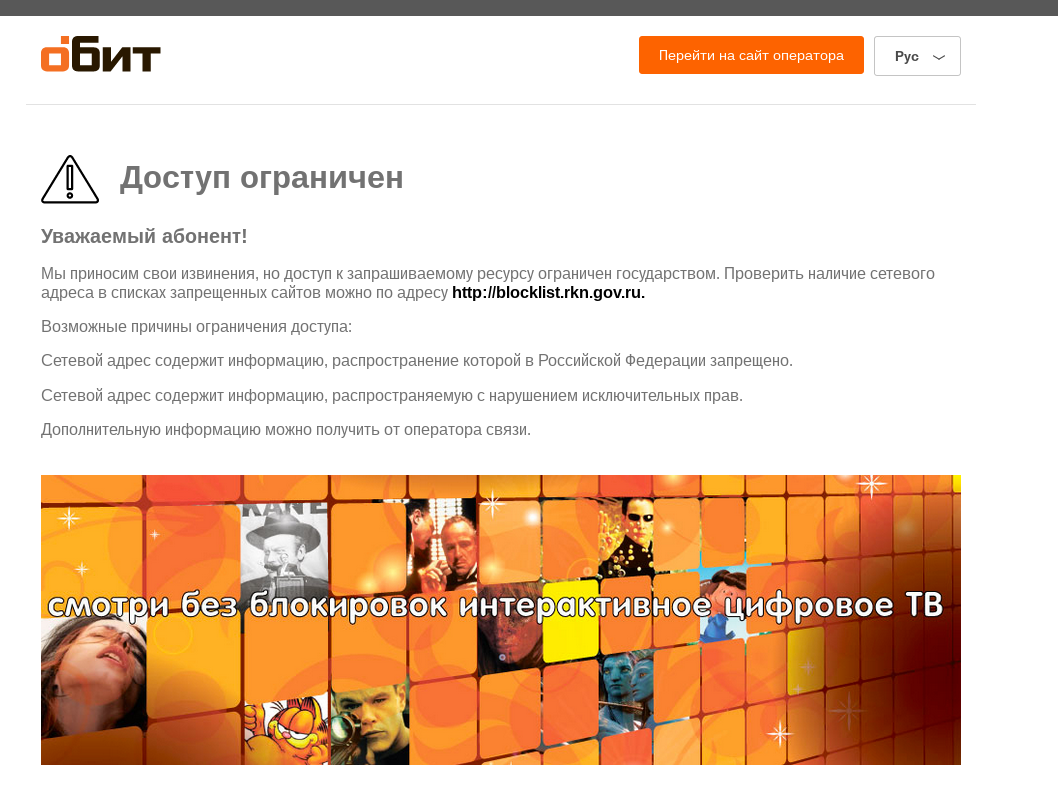 обит
Перейти на сайт оператора
Рус
Доступ ограничен
Уважаемый абонент!
Мы приносим свои извинения, но доступ к запрашиваемому ресурсу ограничен государством. Проверить наличие сетевого
адреса в списках запрещенных сайтов можно по адресу http://blocklist.rkn.gov.ru.
Возможные причины ограничения доступа:
Сетевой адрес содержит информацию, распространение которой в Российской Федерации запрещено.
Сетевой адрес содержит информацию, распространяемую с нарушением исключительных прав.
Дополнительную информацию можно получить от оператора связи.
KANE
смотри без блокировок интерактивное цифровое ТВ